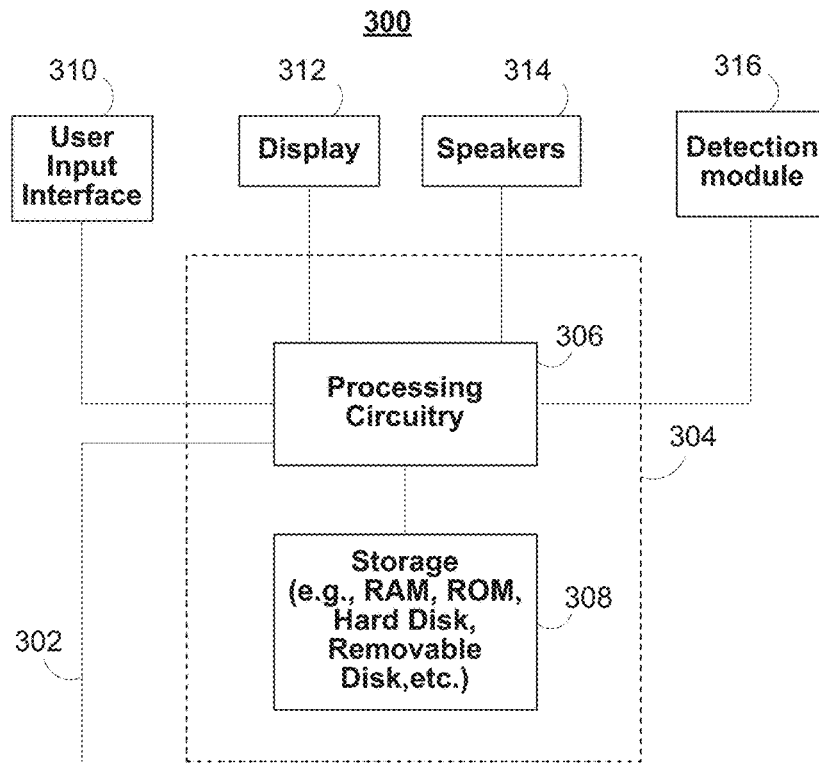 300
310
312
314
316
User
Input
Interface
Display
Speakers
Detection
module
306
Processing
Circuitry
304
Storage
(e.g., RAM, ROM,
Hard Disk,
Removable
Disk,etc.)
308
302